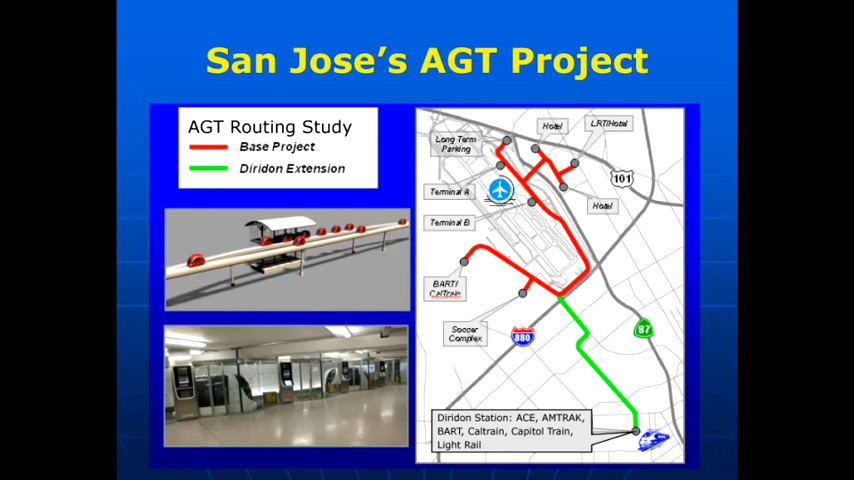 San Jose's AGT Project
AGT Routing Study
Base Project
Diridon Extension
Long Term
Parking
Hotel
LRT/Hotel
101
Terminal A
Hotel
Terminal B
BART/
CalTrain
Soccer
Complex
880
87
Diridon Station: ACE, AMTRAK,
BART, Caltrain, Capitol Train,
Light Rail